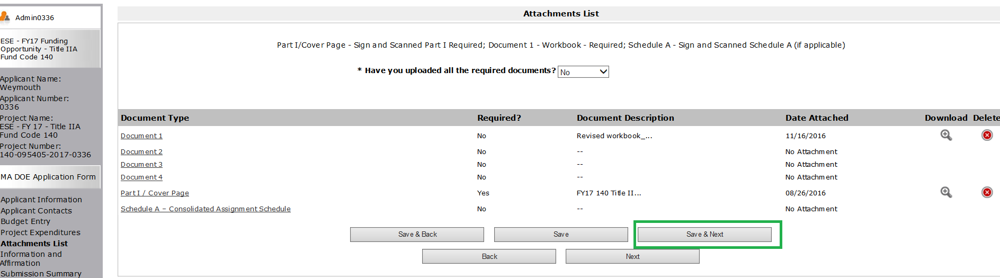 Admin0336
ESE - FY17 Funding
Opportunity - Title IIA
Fund Code 140
Applicant Name:
Weymouth
Applicant Number:
0336
Project Name:
ESE - FY 17 - Title IIA
Fund Code 140
Project Number:
140-095405-2017-0336
MA DOE Application Form
Applicant Information
Applicant Contacts
Budget Entry
Project Expenditures
Attachments List
Information and
Affirmation
Submission Summary
Attachments List
Part I/Cover Page - Sign and Scanned Part I Required; Document 1 - Workbook - Required; Schedule A - Sign and Scanned Schedule A (if applicable)
* Have you uploaded all the required documents? No
Document Type Required? Document Description Date Attached Download Delete
Document 1 No Revised workbook_... 11/16/2016
Document 2 No -- No Attachment
Document 3 No -- No Attachment
Document 4 No -- No Attachment
Part I / Cover Page Yes FY17 140 Title II... 08/26/2016
Schedule A – Consolidated Assignment Schedule No -- No Attachment
Save & Back Save Save & Next
Back Next